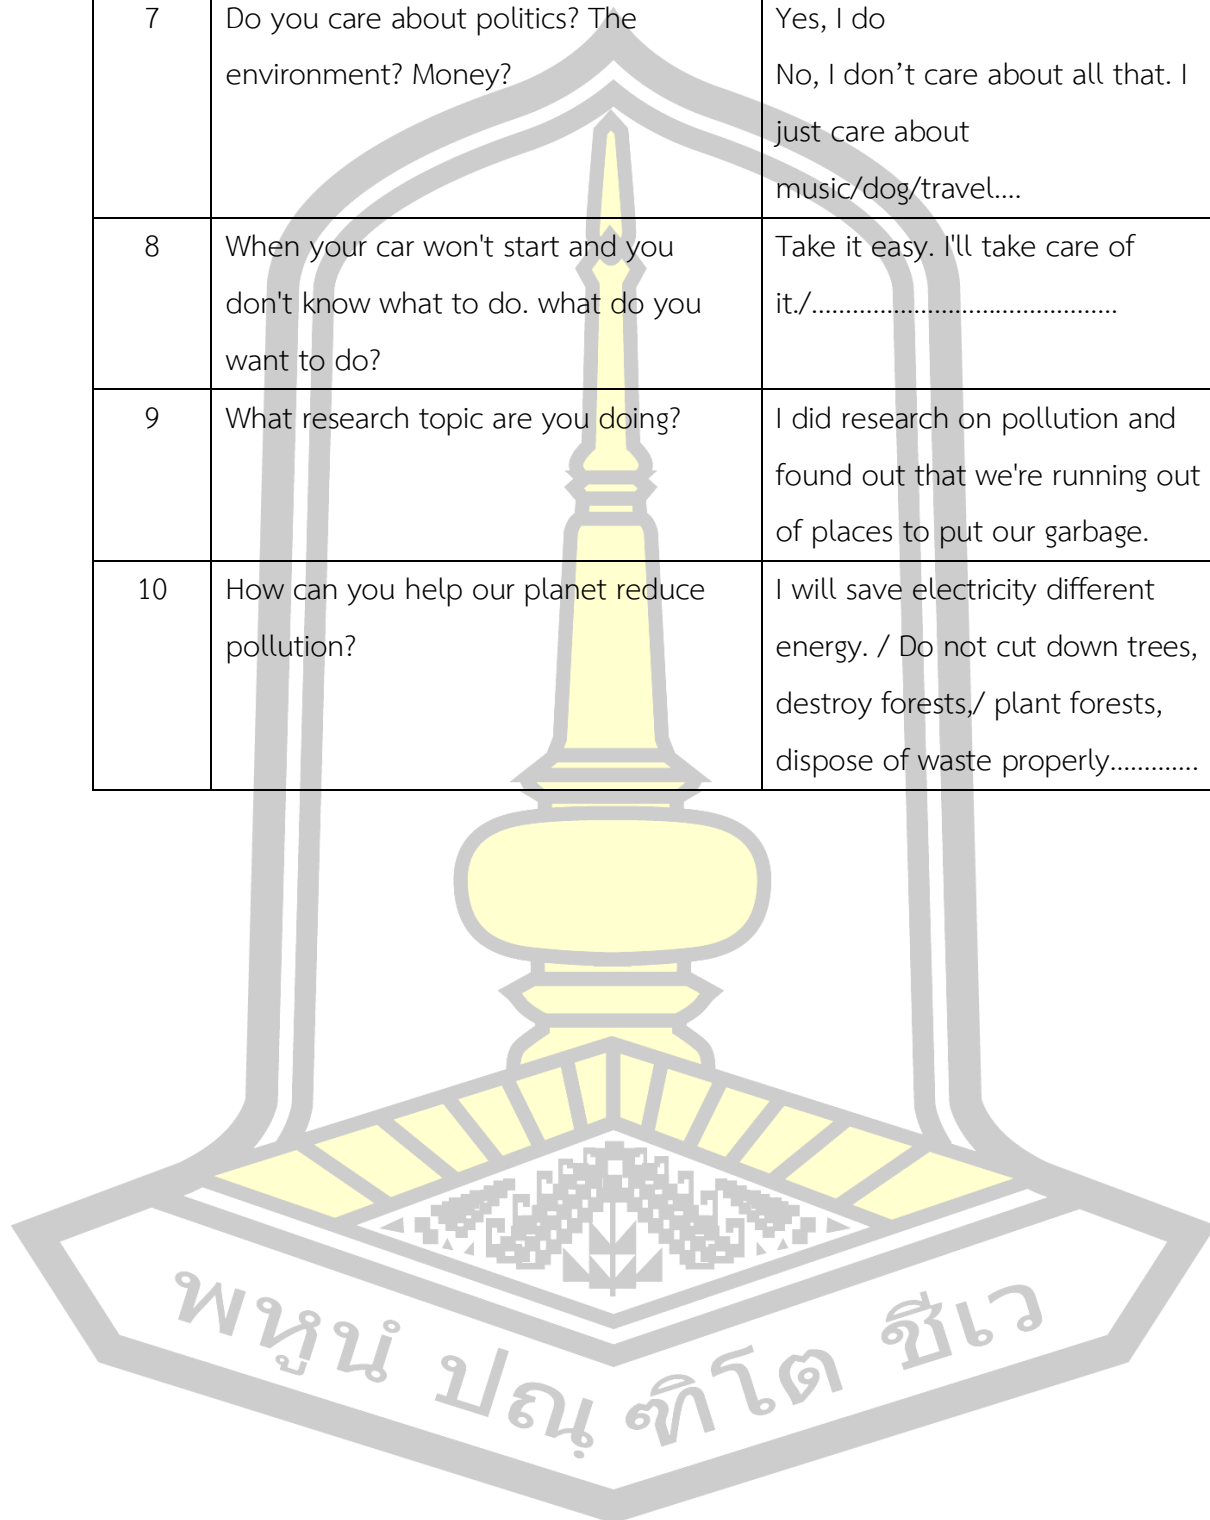 7 Do you care about politics? The Yes, I do
environment? Money? No, I don’t care about all that. I
just care about
music/dog/travel....
8 When your car won't start and you Take it easy. I'll take care of
don't know what to do. what do you it./.............................................
want to do?
9 What research topic are you doing? I did research on pollution and
found out that we're running out
of places to put our garbage.
10 How can you help our planet reduce I will save electricity different
pollution? energy. / Do not cut down trees,
destroy forests,/ plant forests,
dispose of waste properly.............
พหูนํ ปณฺฑิโต ชีเว